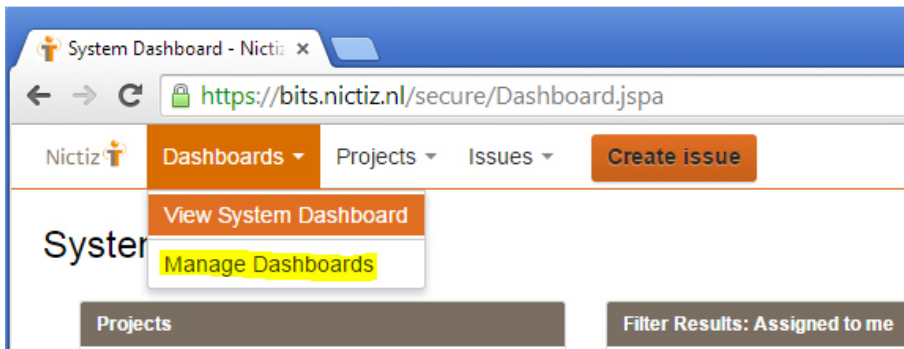 System Dashboard - Nictiz ×
https://bits.nictiz.nl/secure/Dashboard.jspa
Nictiz Dashboards Projects Issues Create issue
View System Dashboard
System
Manage Dashboards
Projects Filter Results: Assigned to me